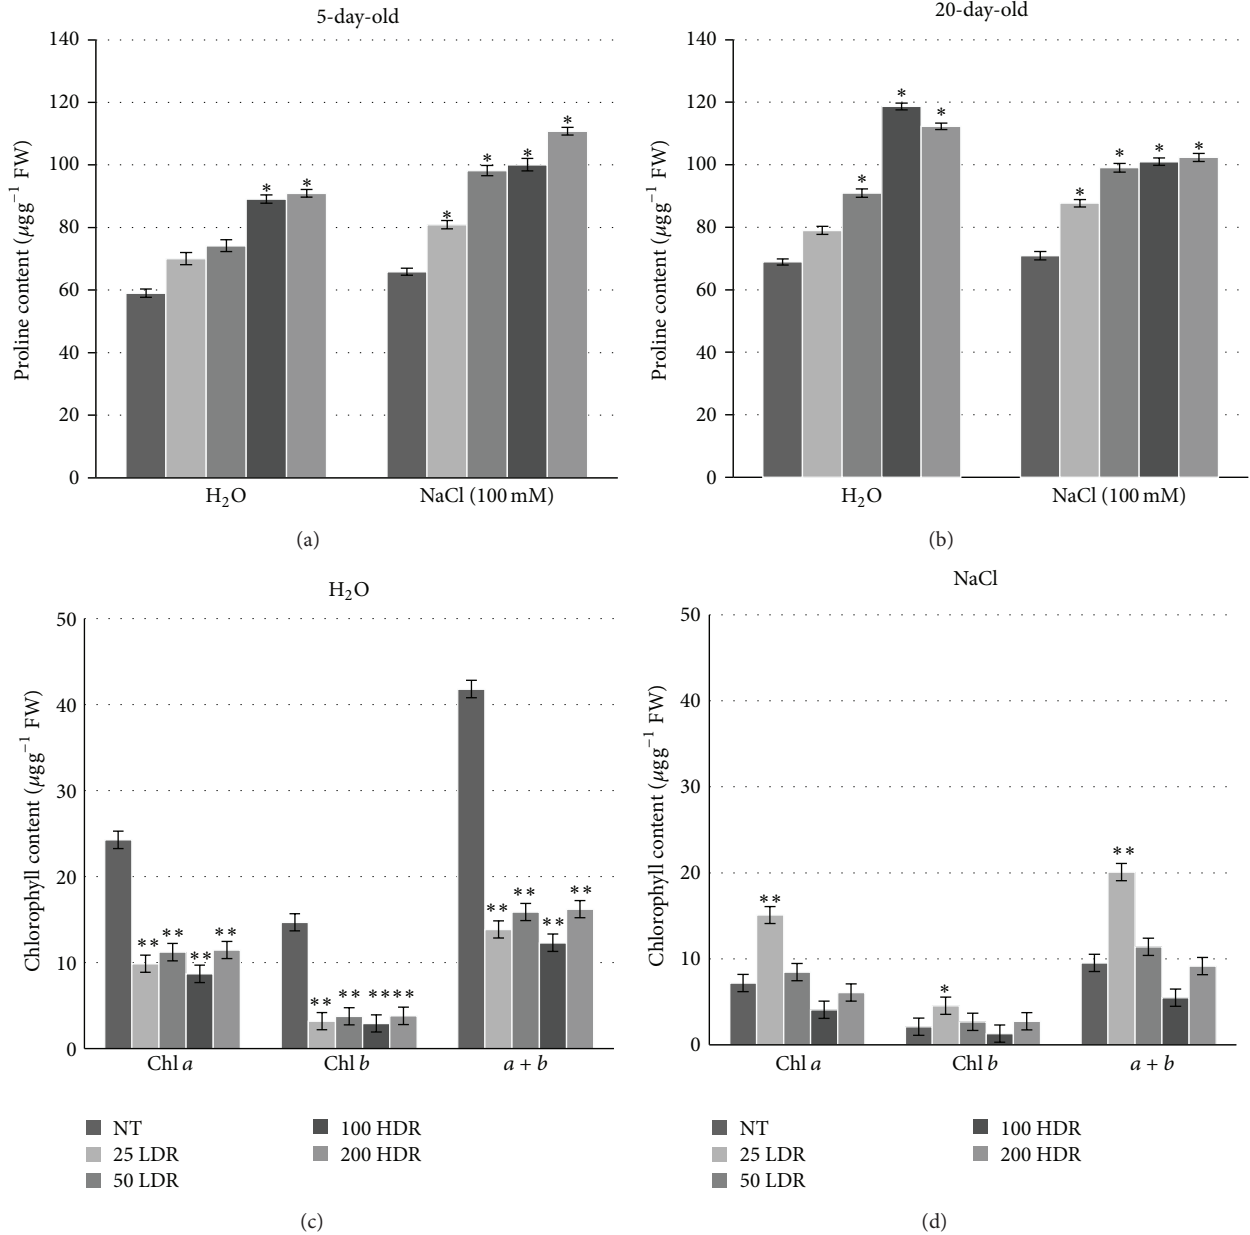 5-day-old
Proline content (μgg⁻¹ FW)
140
120
100
80
60
40
20
0
* * * * * *
H₂O
NaCl (100 mM)
(a)
20-day-old
Proline content (μgg⁻¹ FW)
140
120
100
80
60
40
20
0
* * * * * * *
H₂O
NaCl (100 mM)
(b)
H₂O
Chlorophyll content (μgg⁻¹ FW)
50
40
30
20
10
0
** ** ** ** ** ** ** ** ** ** ** **
Chl a
Chl b
a + b
NT
25 LDR
50 LDR
100 HDR
200 HDR
(c)
NaCl
Chlorophyll content (μgg⁻¹ FW)
50
40
30
20
10
0
** * **
Chl a
Chl b
a + b
NT
25 LDR
50 LDR
100 HDR
200 HDR
(d)